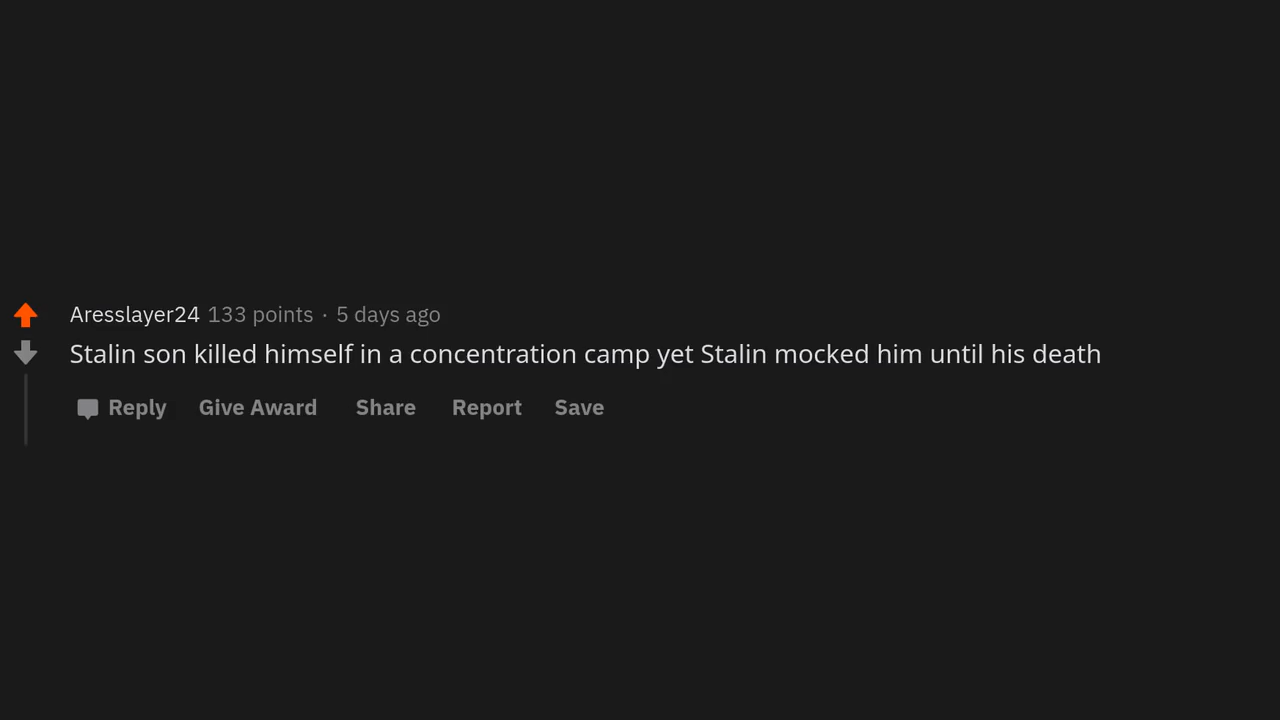 Aresslayer24 133 points · 5 days ago
Stalin son killed himself in a concentration camp yet Stalin mocked him until his death
Reply Give Award Share Report Save